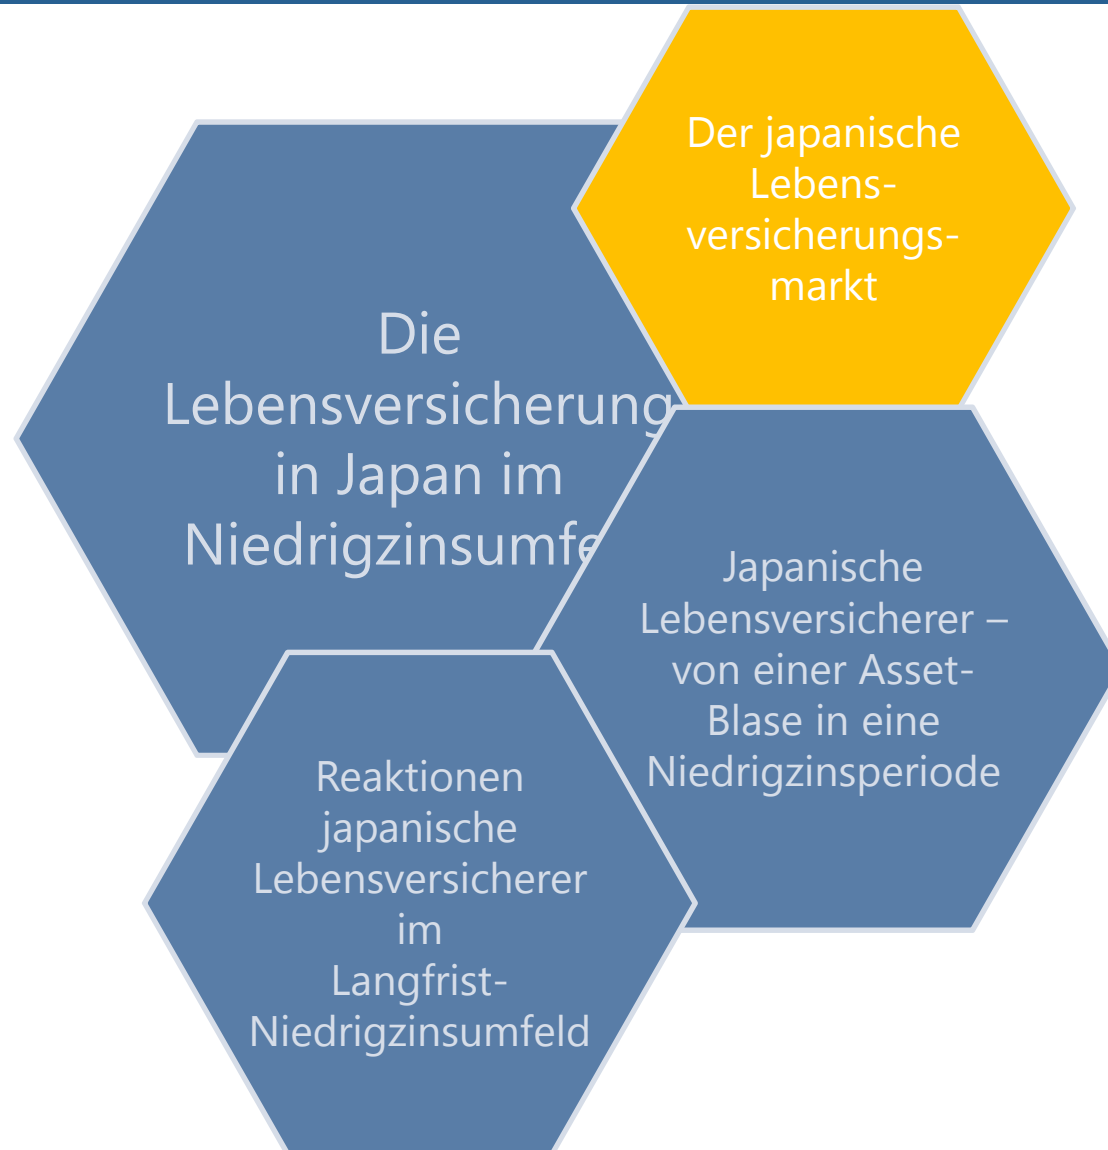 Die
Lebensversicherung
in Japan im
Niedrigzinsumfe
Der japanische
Lebens-
versicherungs-
markt
Japanische
Lebensversicherer –
von einer Asset-
Blase in eine
Niedrigzinsperiode
Reaktionen
japanische
Lebensversicherer
im
Langfrist-
Niedrigzinsumfeld